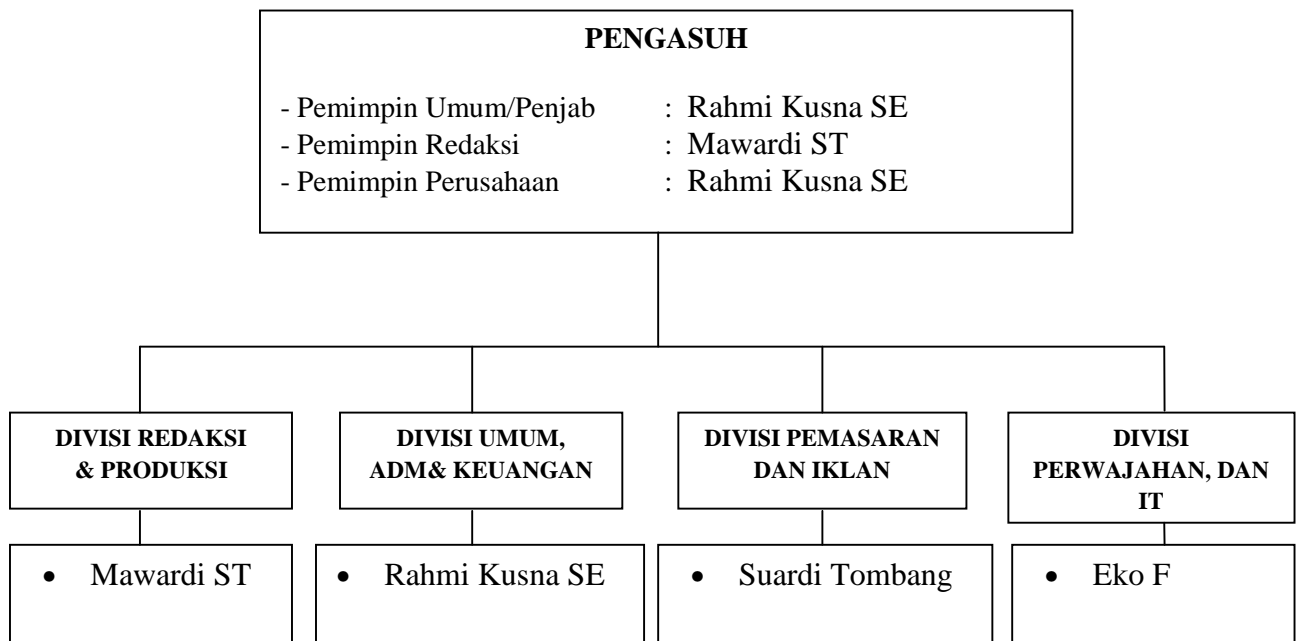 PENGASUH
- Pemimpin Umum/Penjab : Rahmi Kusna SE
- Pemimpin Redaksi : Mawardi ST
- Pemimpin Perusahaan : Rahmi Kusna SE
DIVISI REDAKSI
& PRODUKSI
DIVISI UMUM,
ADM& KEUANGAN
DIVISI PEMASARAN
DAN IKLAN
DIVISI
PERWAJAHAN, DAN
IT
• Mawardi ST
• Rahmi Kusna SE
• Suardi Tombang
• Eko F